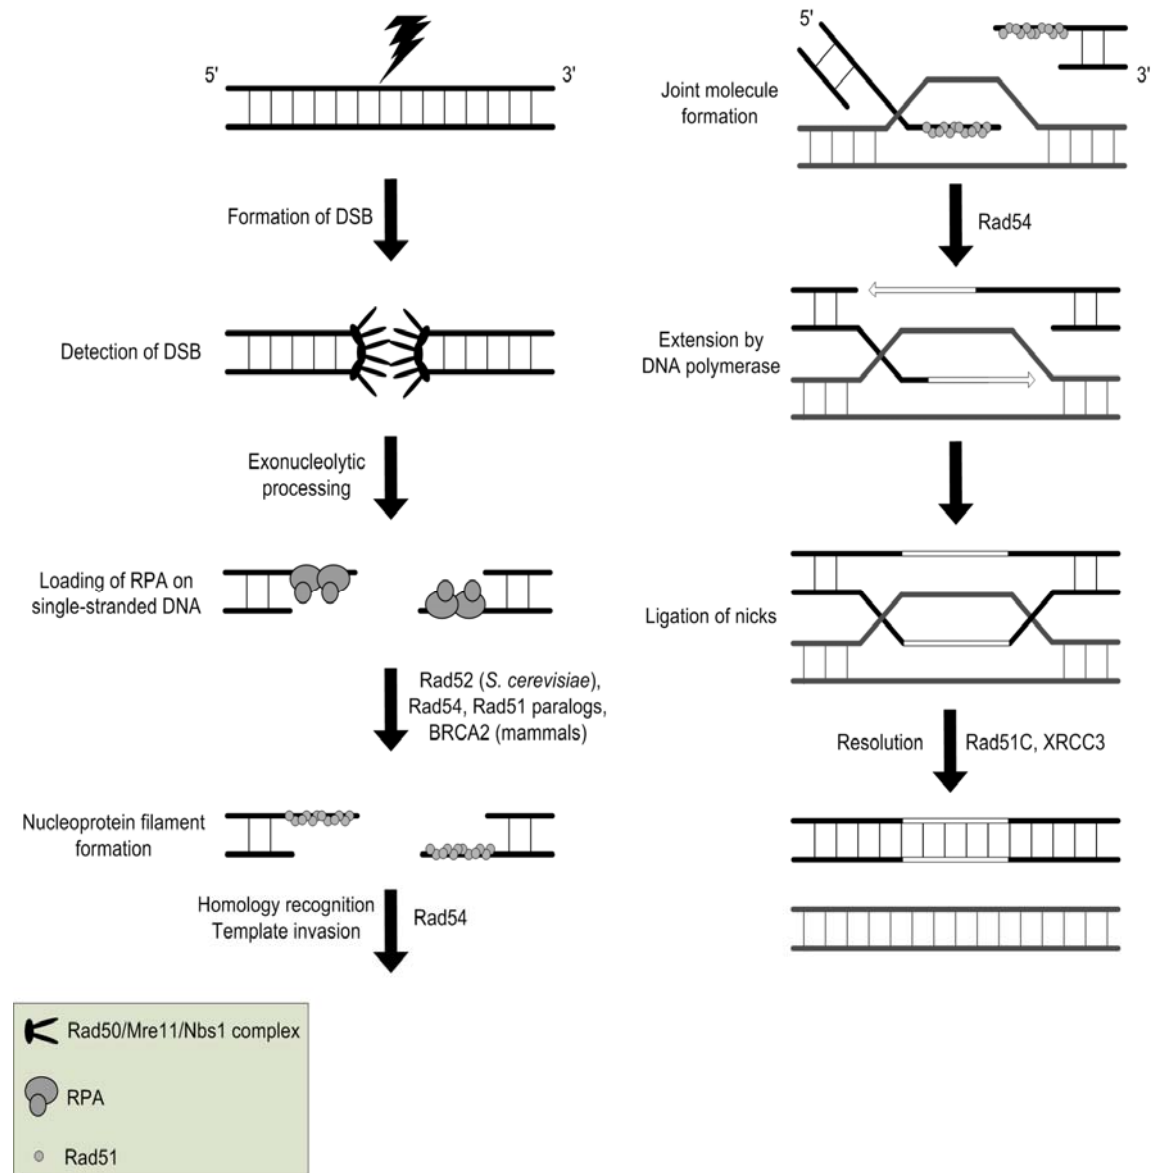 5'
3'
Formation of DSB
Detection of DSB
Exonucleolytic
processing
Loading of RPA on
single-stranded DNA
Rad52 (S. cerevisiae),
Rad54, Rad51 paralogs,
BRCA2 (mammals)
Nucleoprotein filament
formation
Homology recognition
Template invasion
Rad54
Rad50/Mre11/Nbs1 complex
RPA
Rad51
5'
3'
Joint molecule
formation
Rad54
Extension by
DNA polymerase
Ligation of nicks
Resolution
Rad51C, XRCC3